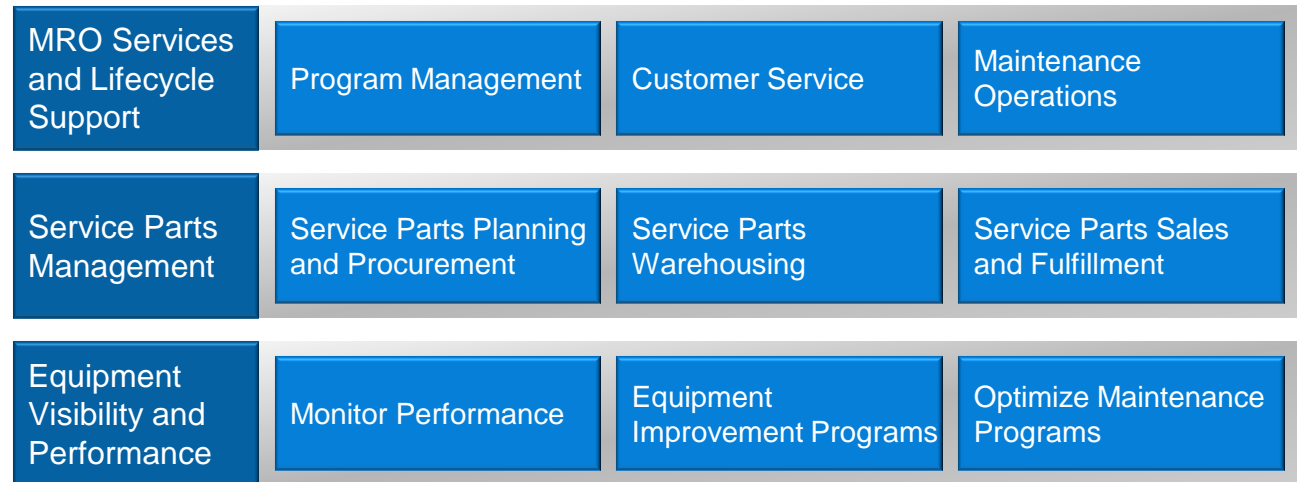 MRO Services
and Lifecycle
Support
Program Management
Customer Service
Maintenance
Operations
Service Parts
Management
Service Parts Planning
and Procurement
Service Parts
Warehousing
Service Parts Sales
and Fulfillment
Equipment
Visibility and
Performance
Monitor Performance
Equipment
Improvement Programs
Optimize Maintenance
Programs